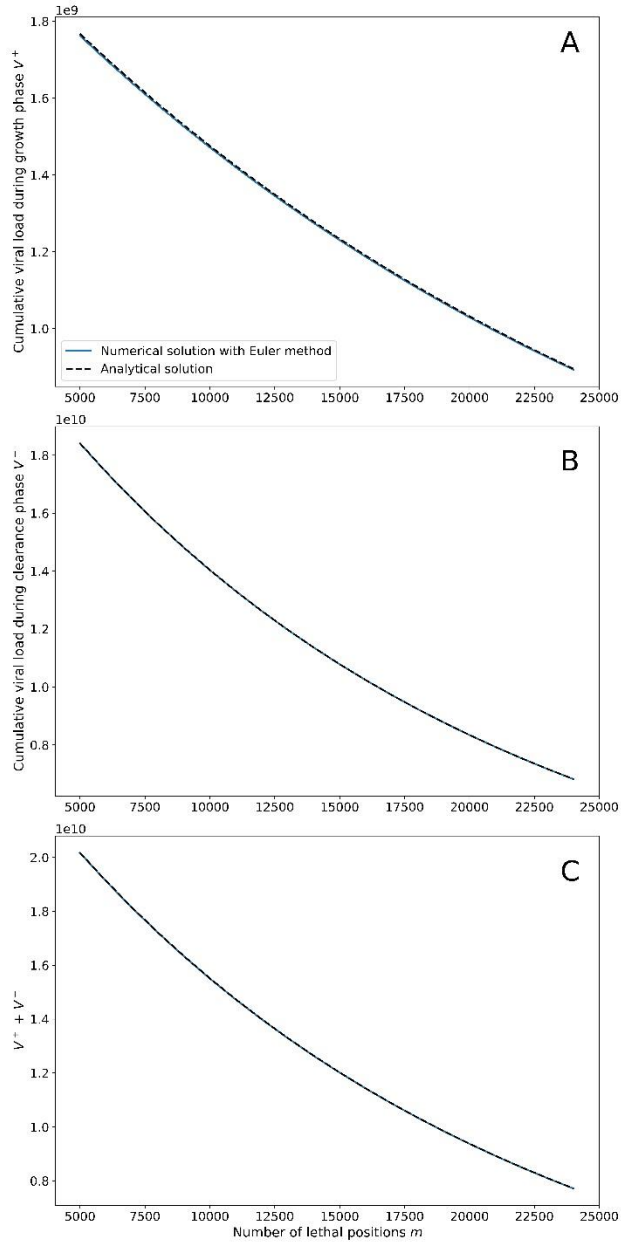 1e9
A
Cumulative viral load during growth phase V⁺
1.8
1.6
1.4
1.2
1.0
Numerical solution with Euler method
Analytical solution
5000 7500 10000 12500 15000 17500 20000 22500 25000
1e10
B
Cumulative viral load during clearance phase V⁻
1.8
1.6
1.4
1.2
1.0
0.8
5000 7500 10000 12500 15000 17500 20000 22500 25000
1e10
C
V⁺ + V⁻
2.0
1.8
1.6
1.4
1.2
1.0
0.8
5000 7500 10000 12500 15000 17500 20000 22500 25000
Number of lethal positions m